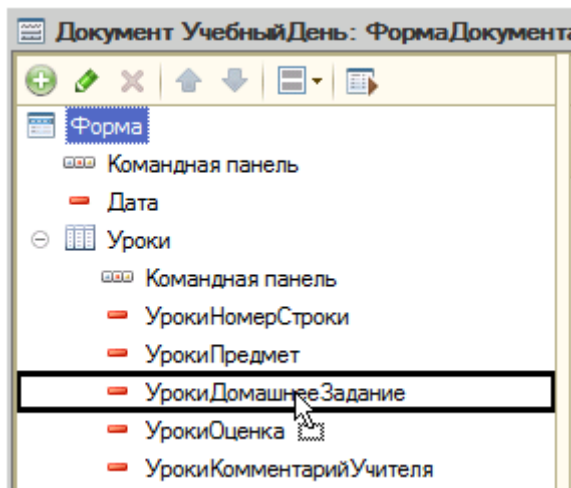 Документ УчебныйДень: ФормаДокумента
Форма
Командная панель
Дата
Уроки
Командная панель
УрокиНомерСтроки
УрокиПредмет
УрокиДомашнееЗадание
УрокиОценка
УрокиКомментарийУчителя